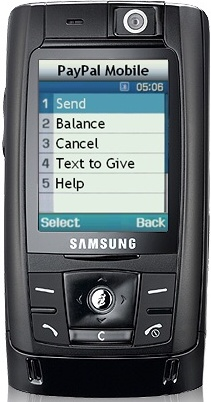 PayPal Mobile
05:06
1 Send
2 Balance
3 Cancel
4 Text to Give
5 Help
Select Back
SAMSUNG
C